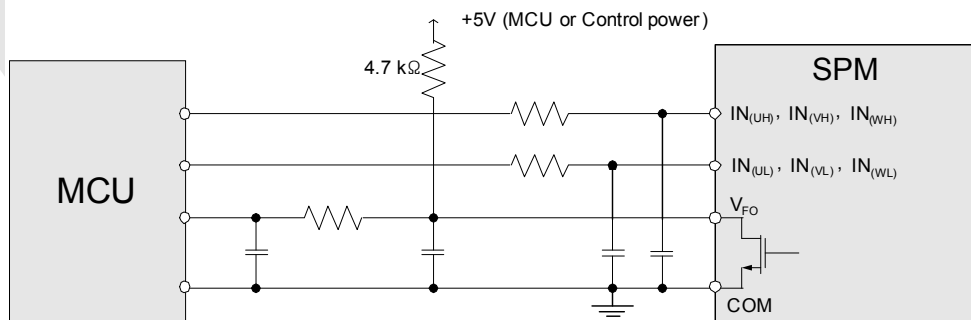 +5V (MCU or Control power)
4.7 kΩ
SPM
IN(UH), IN(VH), IN(WH)
MCU
IN(UL), IN(VL), IN(WL)
VFO
COM